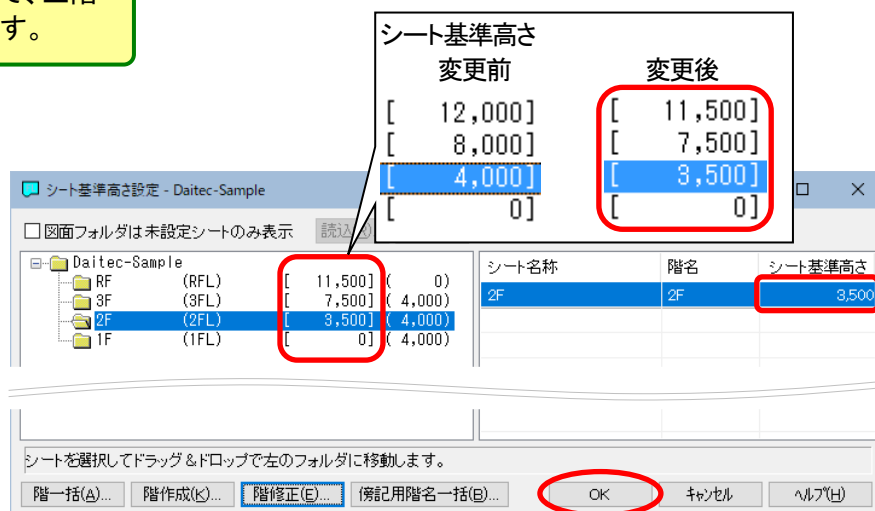 す。
シート基準高さ
変更前 変更後
[ 12,000] [ 11,500]
[ 8,000] [ 7,500]
[ 4,000] [ 3,500]
[ 0] [ 0]
シート基準高さ設定 - Daitec-Sample
図面フォルダは未設定シートのみ表示
Daitec-Sample
RF (RFL) [ 11,500] ( 0)
3F (3FL) [ 7,500] ( 4,000)
2F (2FL) [ 3,500] ( 4,000)
1F (1FL) [ 0] ( 4,000)
シート名称 階名 シート基準高さ
2F 2F 3,500
シートを選択してドラッグ&ドロップで左のフォルダに移動します。
階一括(A)... 階作成(K)... 階修正(E)... 傍記用階名一括(B)... OK キャンセル ヘルプ(H)